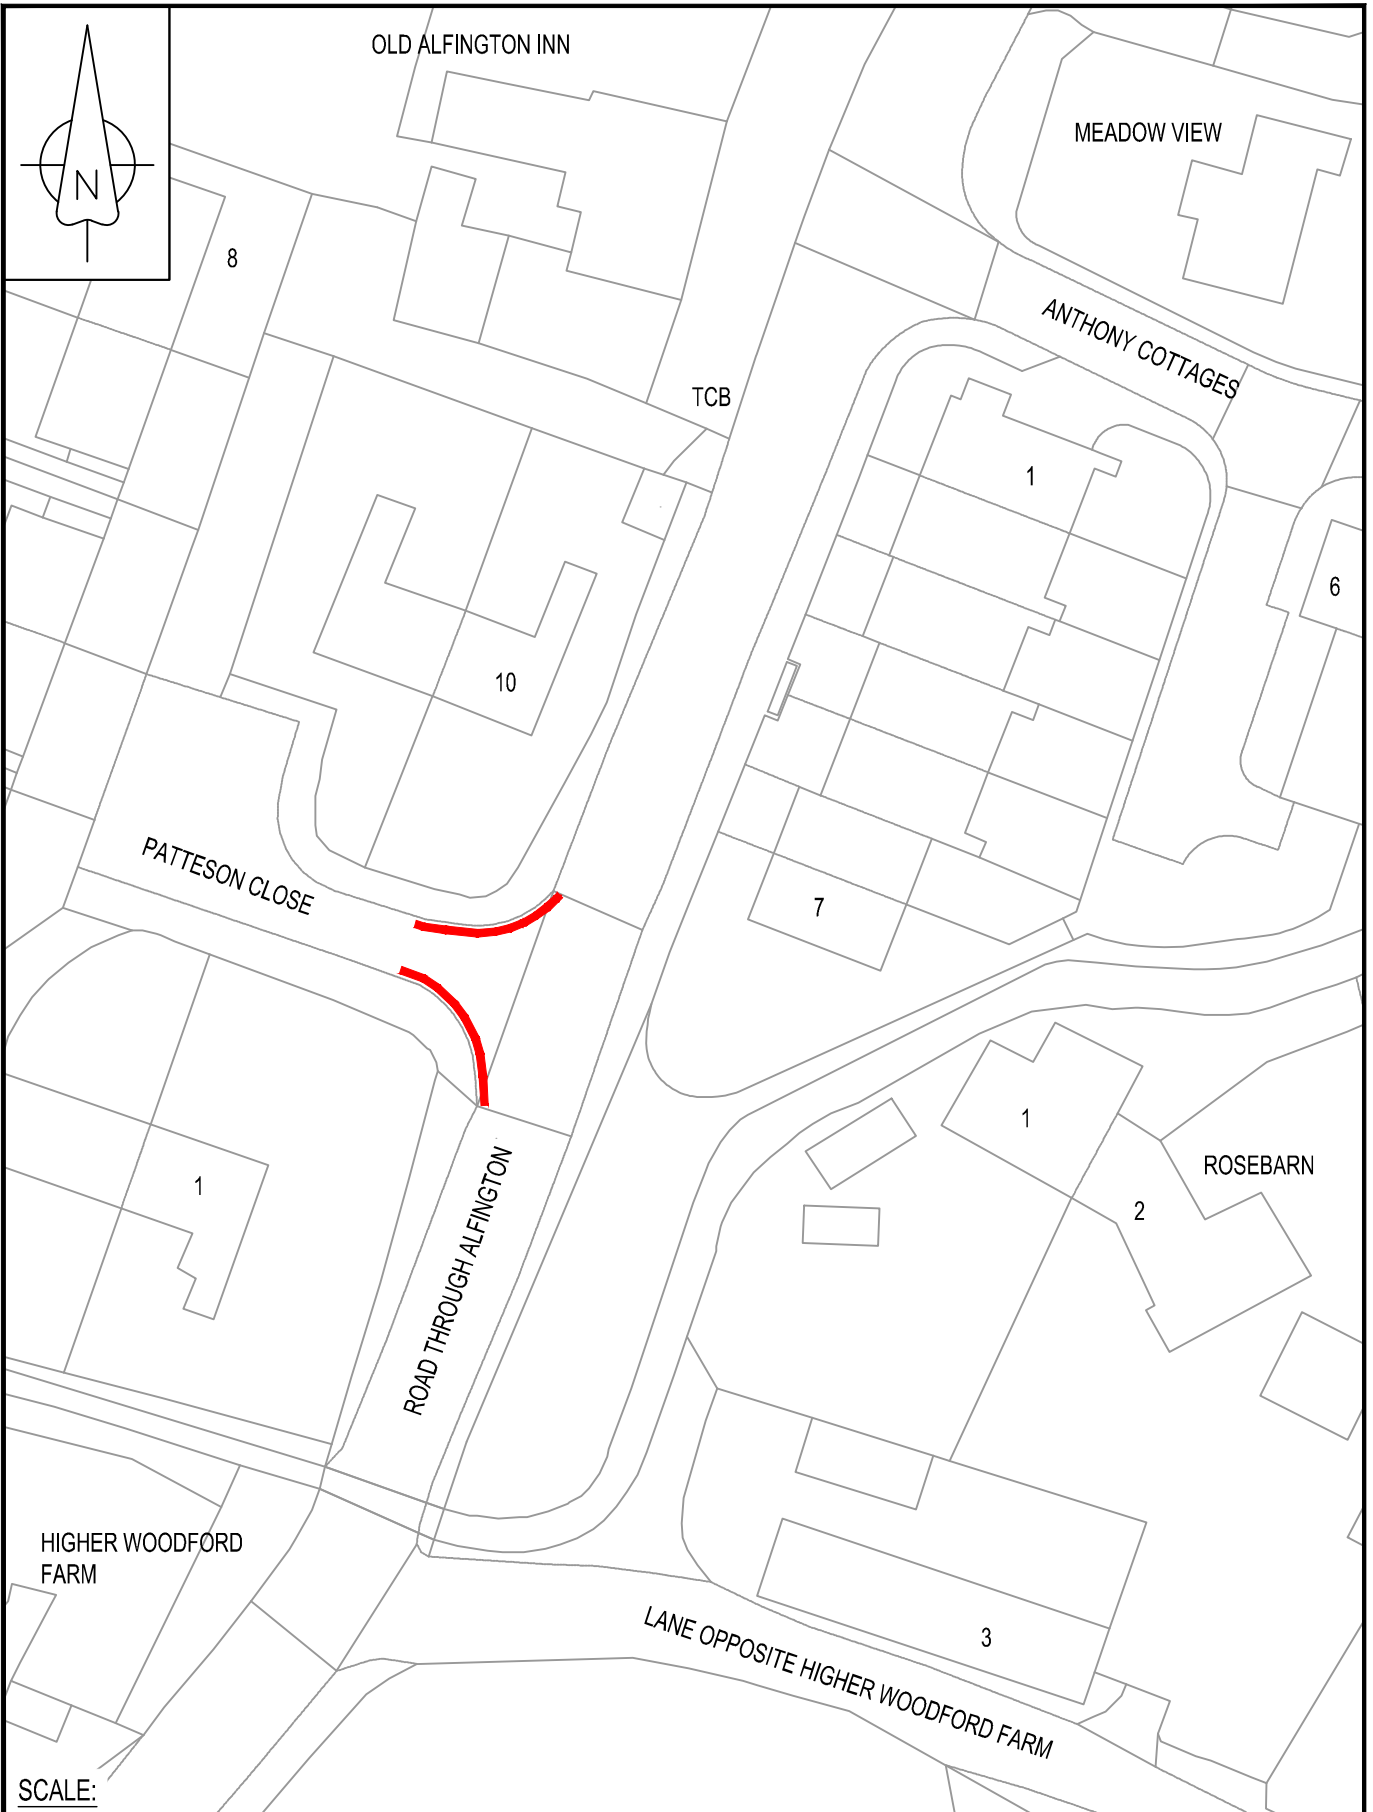 OLD ALFINGTON INN
MEADOW VIEW
N
8
ANTHONY COTTAGES
TCB
1
6
10
PATTESON CLOSE
7
1
ROSEBARN
1
2
ROAD THROUGH ALFINGTON
HIGHER WOODFORD
FARM
LANE OPPOSITE HIGHER WOODFORD FARM
3
SCALE: